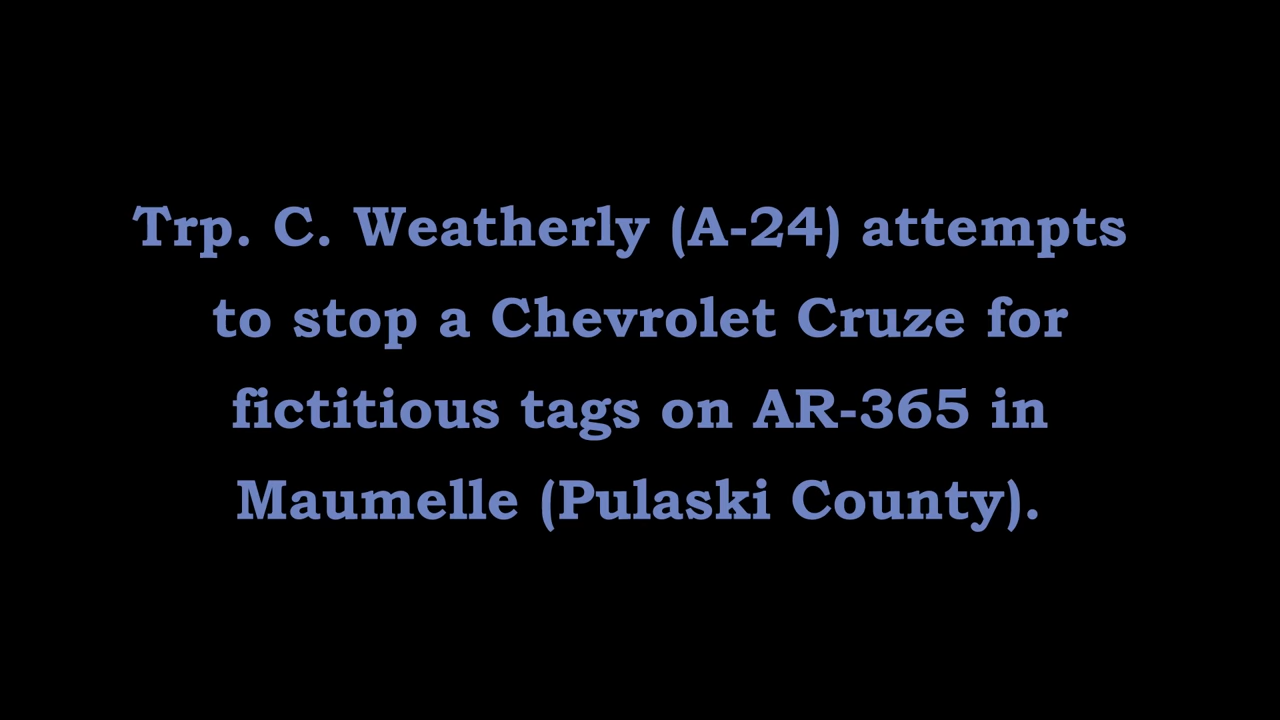 Trp. C. Weatherly (A-24) attempts
to stop a Chevrolet Cruze for
fictitious tags on AR-365 in
Maumelle (Pulaski County).